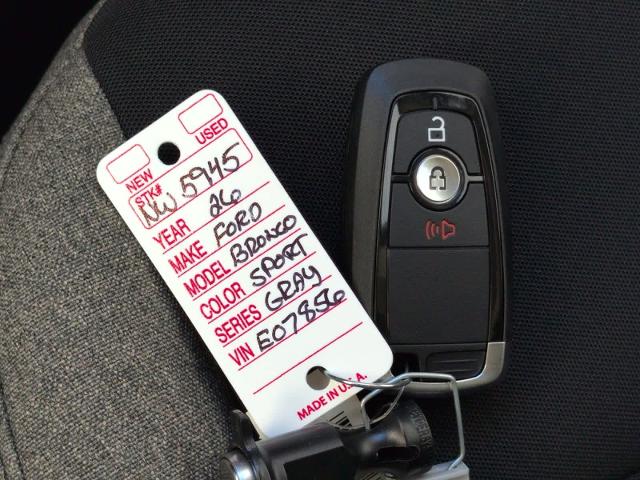 NEW USED
STK# NW 5945
YEAR 26
MAKE FORD
MODEL BRONCO
COLOR SPORT
SERIES GRAY
VIN E07856
MADE IN U.S.A.